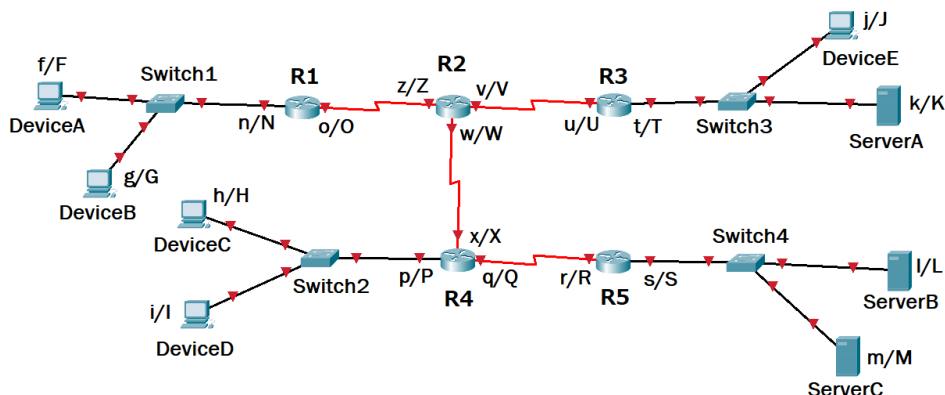 j/J
f/F
DeviceE
Switch1
R1
R2
R3
z/Z
v/V
k/K
DeviceA
n/N
o/O
w/W
u/U
t/T
Switch3
ServerA
g/G
DeviceB
h/H
DeviceC
x/X
Switch4
Switch2
p/P
q/Q
r/R
s/S
l/L
R4
R5
ServerB
i/I
DeviceD
m/M
ServerC